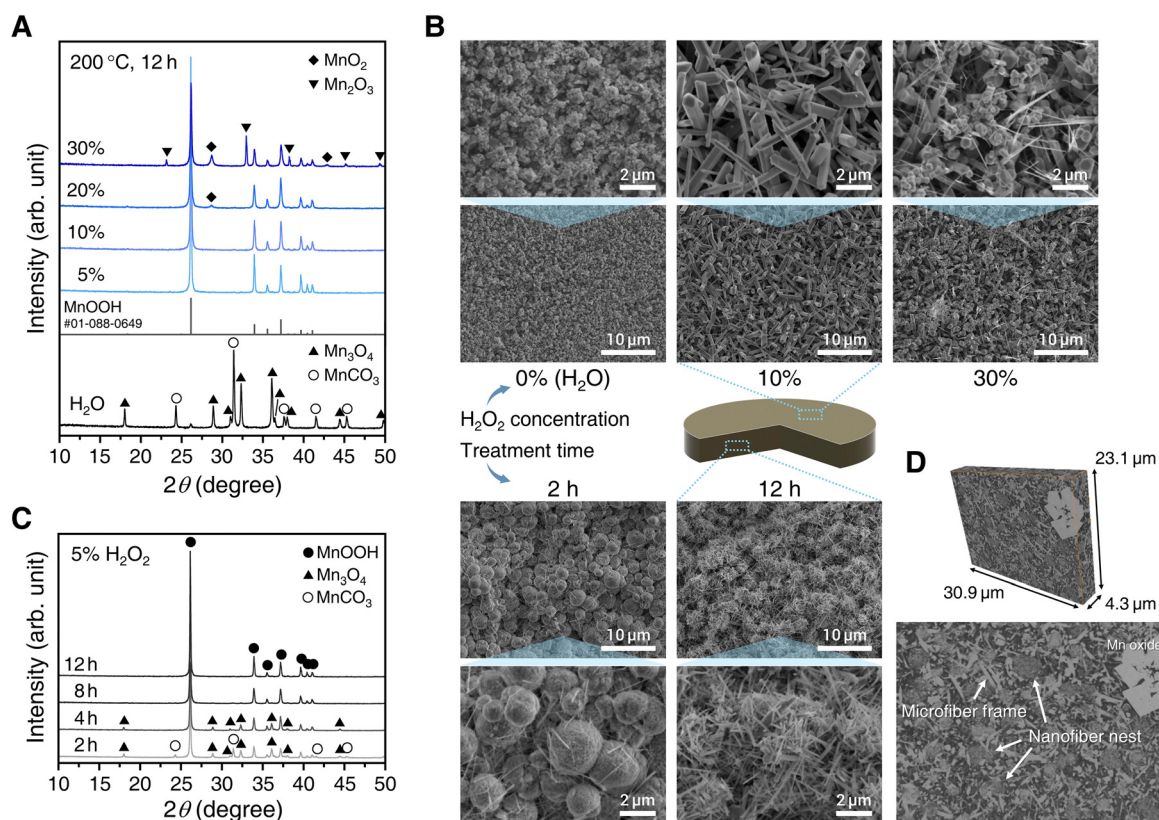 A
200 °C, 12 h
◆ MnO₂
▼ Mn₂O₃
30%
20%
10%
5%
MnOOH
#01-088-0649
▲ Mn₃O₄
○ MnCO₃
H₂O
Intensity (arb. unit)
10 15 20 25 30 35 40 45 50
2θ (degree)
B
2 μm
2 μm
2 μm
10 μm
10 μm
10 μm
0% (H₂O)
10%
30%
H₂O₂ concentration
Treatment time
2 h
12 h
10 μm
10 μm
2 μm
2 μm
C
5% H₂O₂
● MnOOH
▲ Mn₃O₄
○ MnCO₃
12 h
8 h
4 h
2 h
Intensity (arb. unit)
10 15 20 25 30 35 40 45 50
2θ (degree)
D
23.1 μm
30.9 μm
4.3 μm
Mn oxide
Microfiber frame
Nanofiber nest